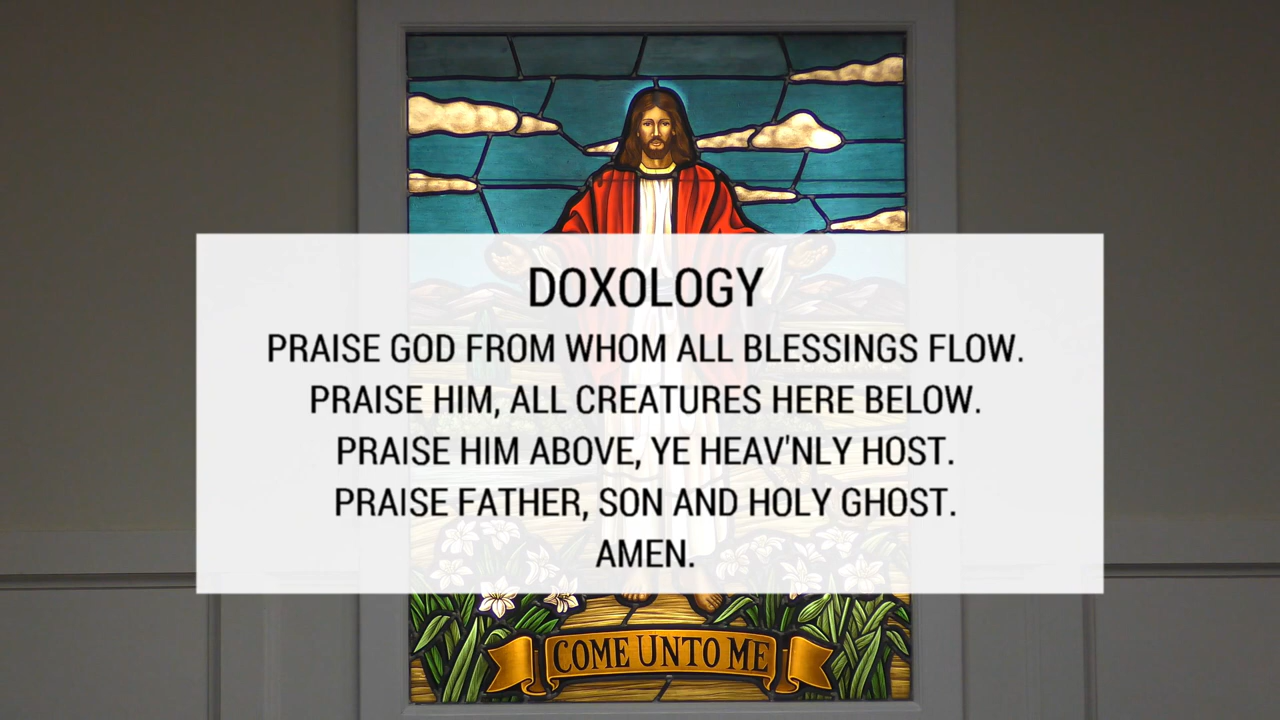 DOXOLOGY
PRAISE GOD FROM WHOM ALL BLESSINGS FLOW.
PRAISE HIM, ALL CREATURES HERE BELOW.
PRAISE HIM ABOVE, YE HEAV'NLY HOST.
PRAISE FATHER, SON AND HOLY GHOST.
AMEN.
COME UNTO ME